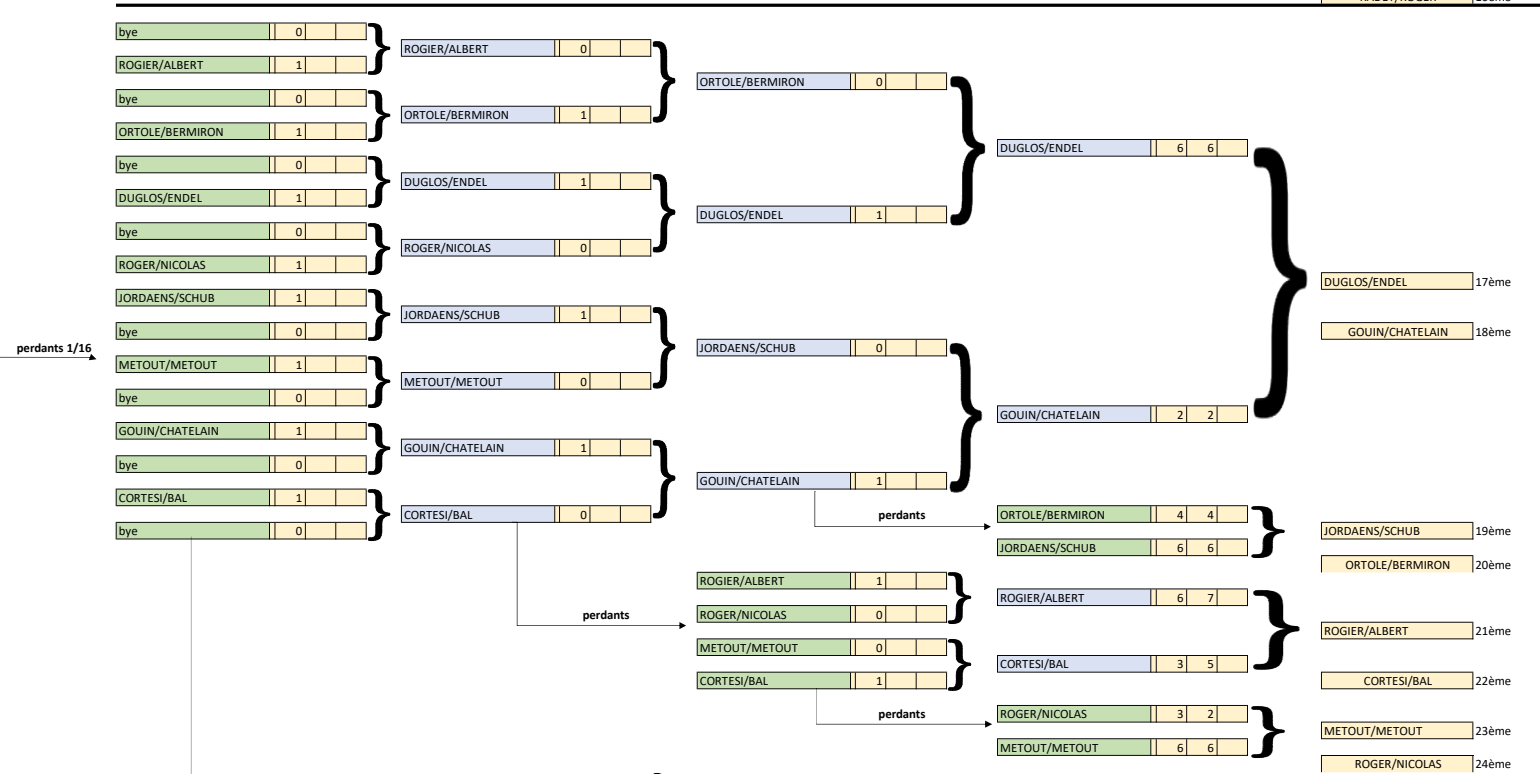 bye 0
ROGIER/ALBERT 1
bye 0
ORTOLE/BERMIRON 1
bye 0
DUGLOS/ENDEL 1
bye 0
ROGER/NICOLAS 1
JORDAENS/SCHUB 1
bye 0
perdants 1/16
METOUT/METOUT 1
bye 0
GOUIN/CHATELAIN 1
bye 0
CORTESI/BAL 1
bye 0
ROGIER/ALBERT 0
ORTOLE/BERMIRON 1
DUGLOS/ENDEL 1
ROGER/NICOLAS 0
JORDAENS/SCHUB 1
METOUT/METOUT 0
GOUIN/CHATELAIN 1
CORTESI/BAL 0
perdants
ORTOLE/BERMIRON 0
DUGLOS/ENDEL 1
JORDAENS/SCHUB 0
GOUIN/CHATELAIN 1
perdants
ROGIER/ALBERT 1
ROGER/NICOLAS 0
METOUT/METOUT 0
CORTESI/BAL 1
perdants
DUGLOS/ENDEL 6 6
GOUIN/CHATELAIN 2 2
ORTOLE/BERMIRON 4 4
JORDAENS/SCHUB 6 6
ROGIER/ALBERT 6 7
CORTESI/BAL 3 5
ROGER/NICOLAS 3 2
METOUT/METOUT 6 6
DUGLOS/ENDEL 17ème
GOUIN/CHATELAIN 18ème
JORDAENS/SCHUB 19ème
ORTOLE/BERMIRON 20ème
ROGIER/ALBERT 21ème
CORTESI/BAL 22ème
METOUT/METOUT 23ème
ROGER/NICOLAS 24ème